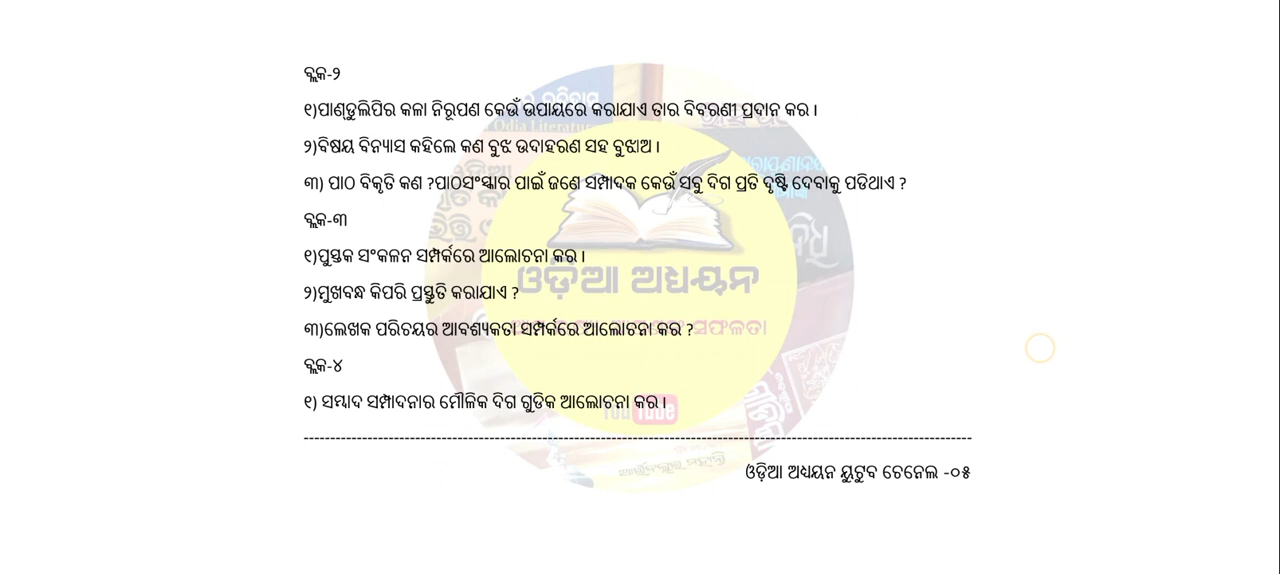 ବ୍ଲକ-୨
୧)ପାଣ୍ଡୁଲିପିର କଳା ନିରୂପଣ କେଉଁ ଉପାୟରେ କରାଯାଏ ତାର ବିବରଣୀ ପ୍ରଦାନ କର ।
୨)ବିଷୟ ବିନ୍ୟାସ କହିଲେ କଣ ବୁଝ ଉଦାହରଣ ସହ ବୁଝାଅ ।
୩) ପାଠ ବିକୃତି କଣ ?ପାଠସଂସ୍କାର ପାଇଁ ଜଣେ ସମ୍ପାଦକ କେଉଁ ସବୁ ଦିଗ ପ୍ରତି ଦୃଷ୍ଟି ଦେବାକୁ ପଡିଥାଏ ?
ବ୍ଲକ-୩
୧)ପୁସ୍ତକ ସଂକଳନ ସମ୍ପର୍କରେ ଆଲୋଚନା କର ।
ଓଡ଼ିଆ ଅଧ୍ୟୟନ
୨)ମୁଖବନ୍ଧ କିପରି ପ୍ରସ୍ତୁତି କରାଯାଏ ?
୩)ଲେଖକ ପରିଚୟର ଆବଶ୍ୟକତା ସମ୍ପର୍କରେ ଆଲୋଚନା କର ?
ସଫଳତା
ବ୍ଲକ-୪
୧) ସମ୍ବାଦ ସମ୍ପାଦନାର ମୌଳିକ ଦିଗ ଗୁଡିକ ଆଲୋଚନା କର ।
YouTube
ଓଡ଼ିଆ ଅଧ୍ୟୟନ ୟୁଟୁବ ଚେନେଲ -୦୫